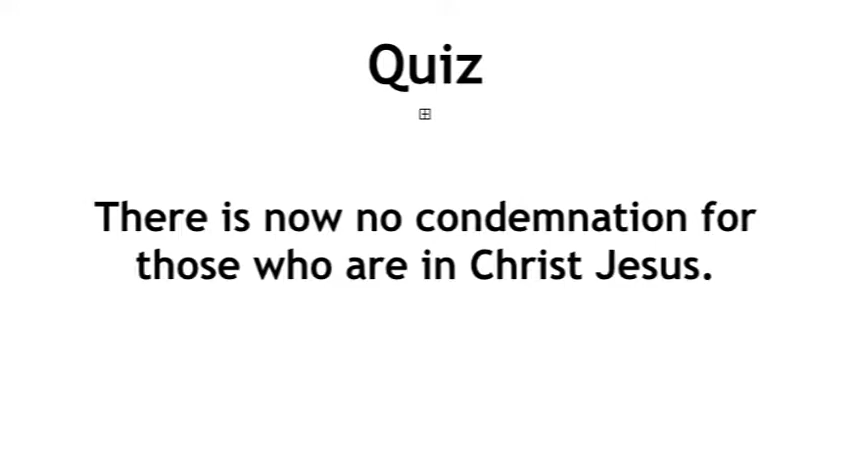 Quiz
There is now no condemnation for
those who are in Christ Jesus.